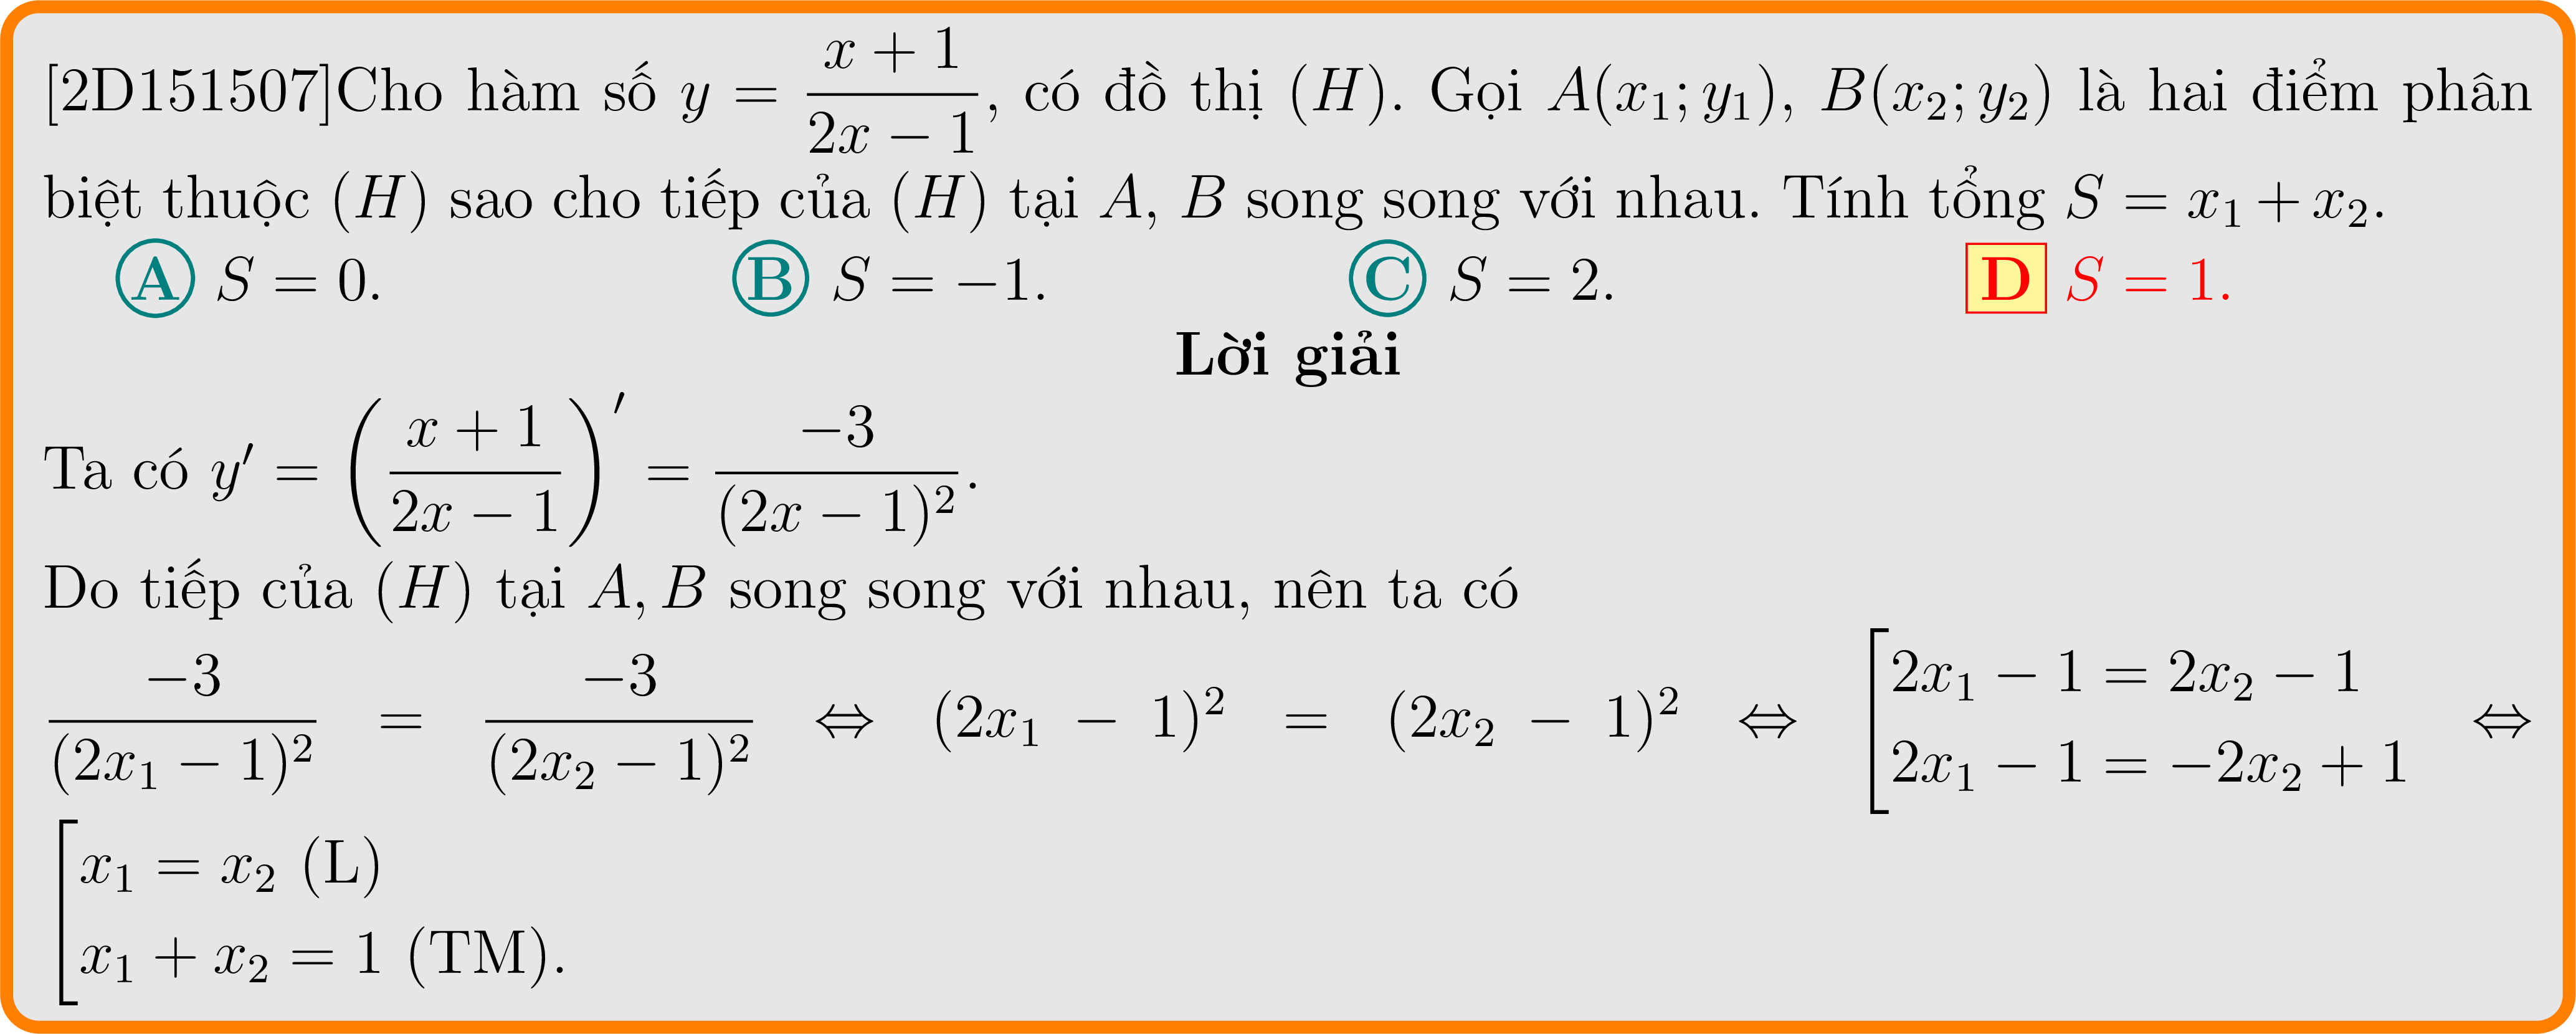 [2D151507]Cho hàm số $y = \dfrac{x+1}{2x-1}$, có đồ thị $(H)$. Gọi $A(x_1; y_1)$, $B(x_2; y_2)$ là hai điểm phân
biệt thuộc $(H)$ sao cho tiếp của $(H)$ tại $A$, $B$ song song với nhau. Tính tổng $S = x_1 + x_2$.
A $S = 0$. B $S = -1$. C $S = 2$. D $S = 1$.
Lời giải
Ta có $y' = \left(\dfrac{x+1}{2x-1}\right)' = \dfrac{-3}{(2x-1)^2}$.
Do tiếp của $(H)$ tại $A, B$ song song với nhau, nên ta có
$\dfrac{-3}{(2x_1-1)^2} = \dfrac{-3}{(2x_2-1)^2} \Leftrightarrow (2x_1-1)^2 = (2x_2-1)^2 \Leftrightarrow \left[\begin{array}{l} 2x_1-1 = 2x_2-1 \\ 2x_1-1 = -2x_2+1 \end{array}\right. \Leftrightarrow$
$\left[\begin{array}{l} x_1 = x_2 \text{ (L)} \\ x_1 + x_2 = 1 \text{ (TM)}. \end{array}\right.$